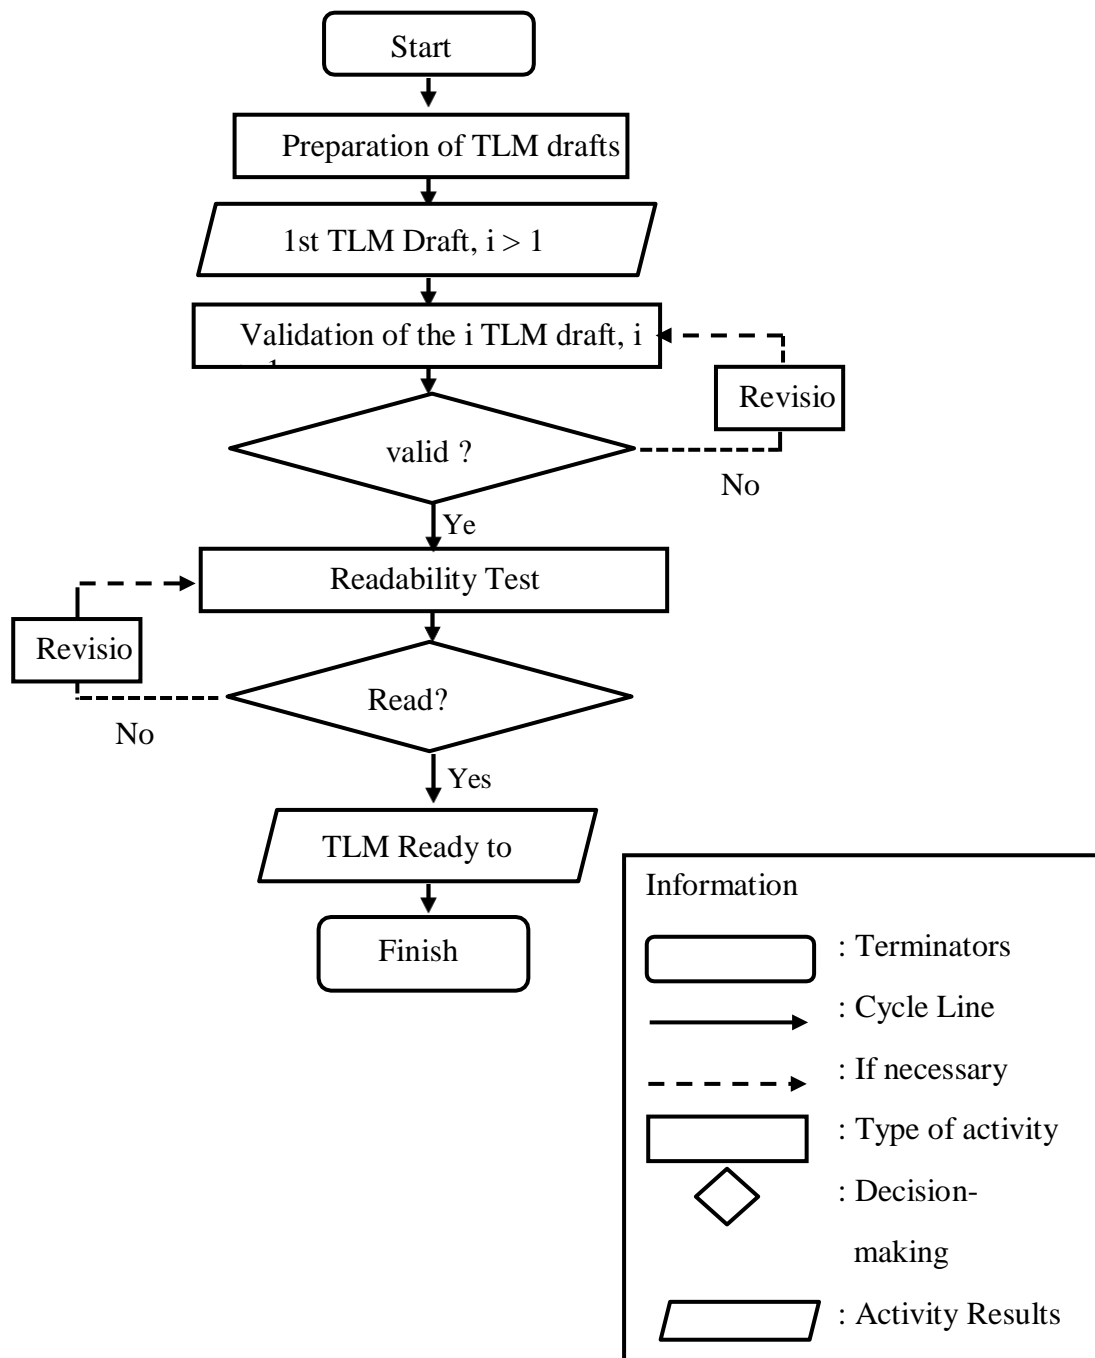 Start
Preparation of TLM drafts
1st TLM Draft, i > 1
Validation of the i TLM draft, i
Revisio
valid ?
No
Ye
Readability Test
Revisio
Read?
No
Yes
TLM Ready to
Finish
Information
: Terminators
: Cycle Line
: If necessary
: Type of activity
: Decision-
making
: Activity Results